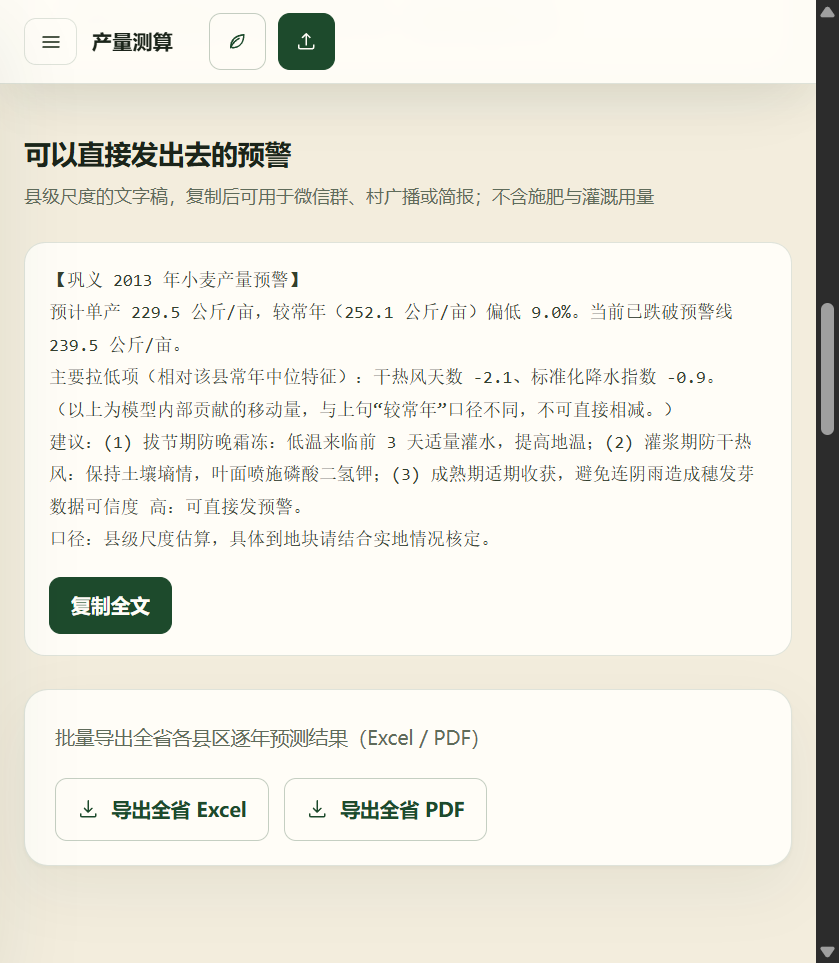 产量测算
可以直接发出去的预警
县级尺度的文字稿，复制后可用于微信群、村广播或简报；不含施肥与灌溉用量
【巩义 2013 年小麦产量预警】
预计单产 229.5 公斤/亩，较常年（252.1 公斤/亩）偏低 9.0%。当前已跌破预警线
239.5 公斤/亩。
主要拉低项（相对该县常年中位特征）：干热风天数 -2.1、标准化降水指数 -0.9。
（以上为模型内部贡献的移动量，与上句“较常年”口径不同，不可直接相减。）
建议：(1) 拔节期防晚霜冻：低温来临前 3 天适量灌水，提高地温；(2) 灌浆期防干热
风：保持土壤墒情，叶面喷施磷酸二氢钾；(3) 成熟期适期收获，避免连阴雨造成穗发芽
数据可信度 高：可直接发预警。
口径：县级尺度估算，具体到地块请结合实地情况核定。
复制全文
批量导出全省各县区逐年预测结果（Excel / PDF）
导出全省 Excel
导出全省 PDF